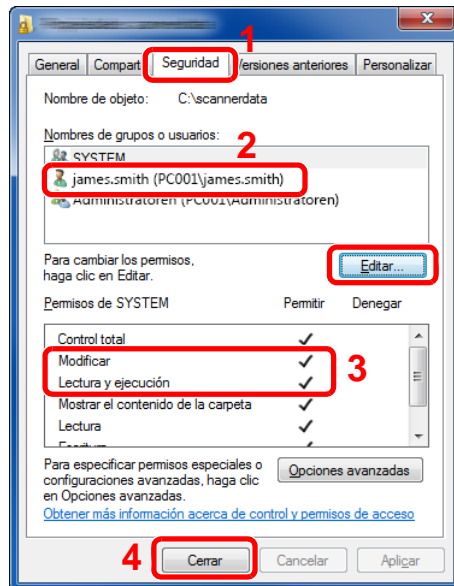 1
General Compart Seguridad Versiones anteriores Personalizar
Nombre de objeto: C:\scannerdata
Nombres de grupos o usuarios:
2
SYSTEM
james.smith (PC001\james.smith)
Administratoren (PC001\Administratoren)
Para cambiar los permisos,
haga clic en Editar.
Editar...
Permisos de SYSTEM Permitir Denegar
Control total
Modificar
3
Lectura y ejecución
Mostrar el contenido de la carpeta
Lectura
Escritura
Para especificar permisos especiales o
configuraciones avanzadas, haga clic
en Opciones avanzadas.
Opciones avanzadas
Obtener más información acerca de control y permisos de acceso
4
Cerrar Cancelar Aplicar